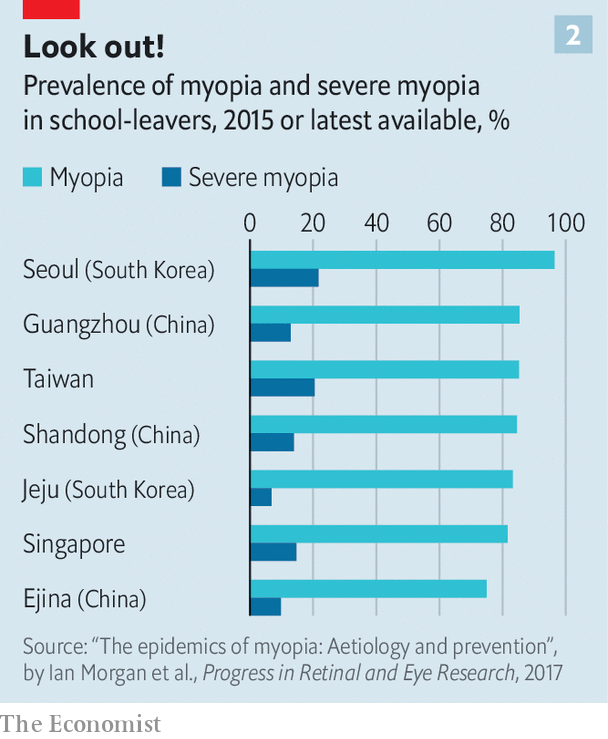 Look out!
2
Prevalence of myopia and severe myopia
in school-leavers, 2015 or latest available, %
Myopia Severe myopia
0 20 40 60 80 100
Seoul (South Korea)
Guangzhou (China)
Taiwan
Shandong (China)
Jeju (South Korea)
Singapore
Ejina (China)
Source: “The epidemics of myopia: Aetiology and prevention”,
by Ian Morgan et al., Progress in Retinal and Eye Research, 2017
The Economist